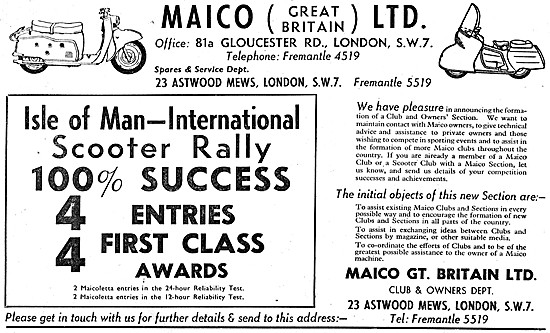 MAICO ( GREAT BRITAIN ) LTD.
Office: 81a GLOUCESTER RD., LONDON, S.W.7.
Telephone: Fremantle 4519
Spares & Service Dept.
23 ASTWOOD MEWS, LONDON, S.W.7. Fremantle 5519
Isle of Man—International
Scooter Rally
100% SUCCESS
4 ENTRIES
4 FIRST CLASS
AWARDS
2 Maicoletta entries in the 24-hour Reliability Test.
2 Maicoletta entries in the 12-hour Reliability Test.
We have pleasure in announcing the forma-
tion of a Club and Owners' Section. We want to
maintain contact with Maico owners, to give technical
advice and assistance to private owners and those
wishing to compete in sporting events and to assist in
the formation of more Maico clubs throughout the
country. If you are already a member of a Maico
Club or a Scooter Club with a Maico Section, let
us know, and send us details of your competition
successes and achievements.
The initial objects of this new Section are:—
To assist existing Maico Clubs and Sections in every
possible way and to encourage the formation of new
Clubs and Sections in all parts of the country.
To assist in exchanging ideas between Clubs and
Sections by magazine, or other suitable media.
To co-ordinate the efforts of Clubs and to be of the
greatest possible assistance to the owner of a Maico
machine.
MAICO GT. BRITAIN LTD.
CLUB & OWNERS DEPT.
23 ASTWOOD MEWS, LONDON, S.W.7.
Please get in touch with us for further details & send to this address:— Tel: Fremantle 5519